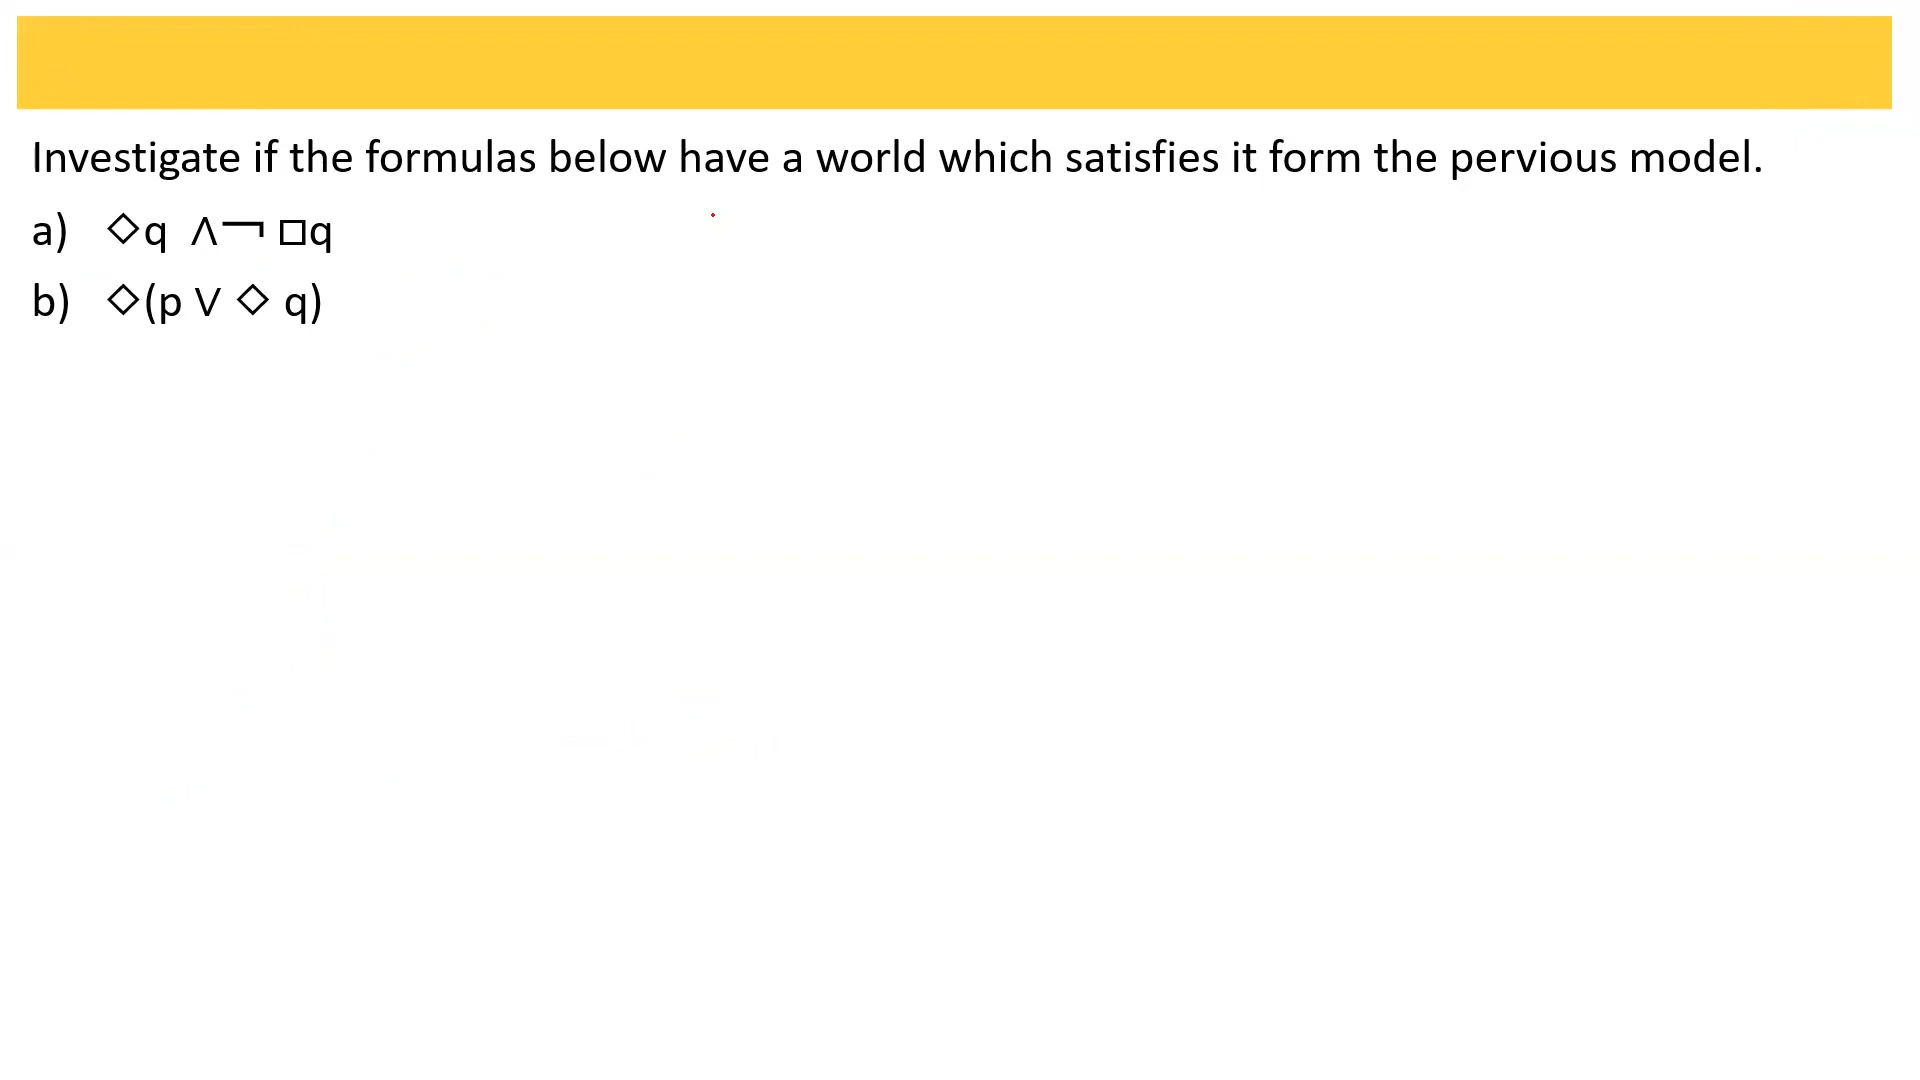 Investigate if the formulas below have a world which satisfies it form the pervious model.
a) ◇q ∧¬ □q
b) ◇(p ∨ ◇ q)